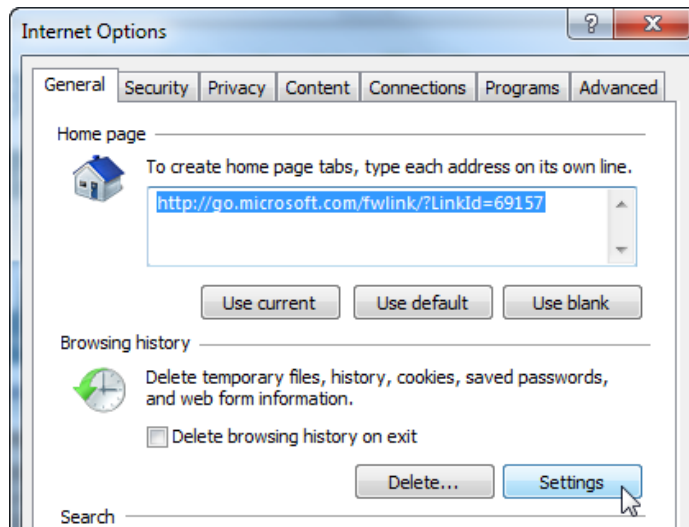 Internet Options
General Security Privacy Content Connections Programs Advanced
Home page
To create home page tabs, type each address on its own line.
http://go.microsoft.com/fwlink/?LinkId=69157
Use current Use default Use blank
Browsing history
Delete temporary files, history, cookies, saved passwords,
and web form information.
Delete browsing history on exit
Delete... Settings
Search